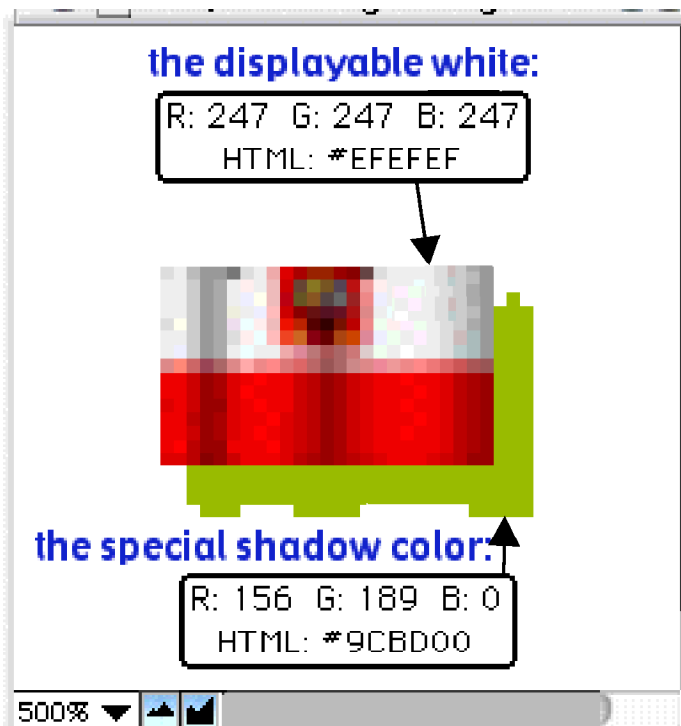 the displayable white:
R: 247 G: 247 B: 247
HTML: #EFEFEF
the special shadow color:
R: 156 G: 189 B: 0
HTML: #9CBD00
500%